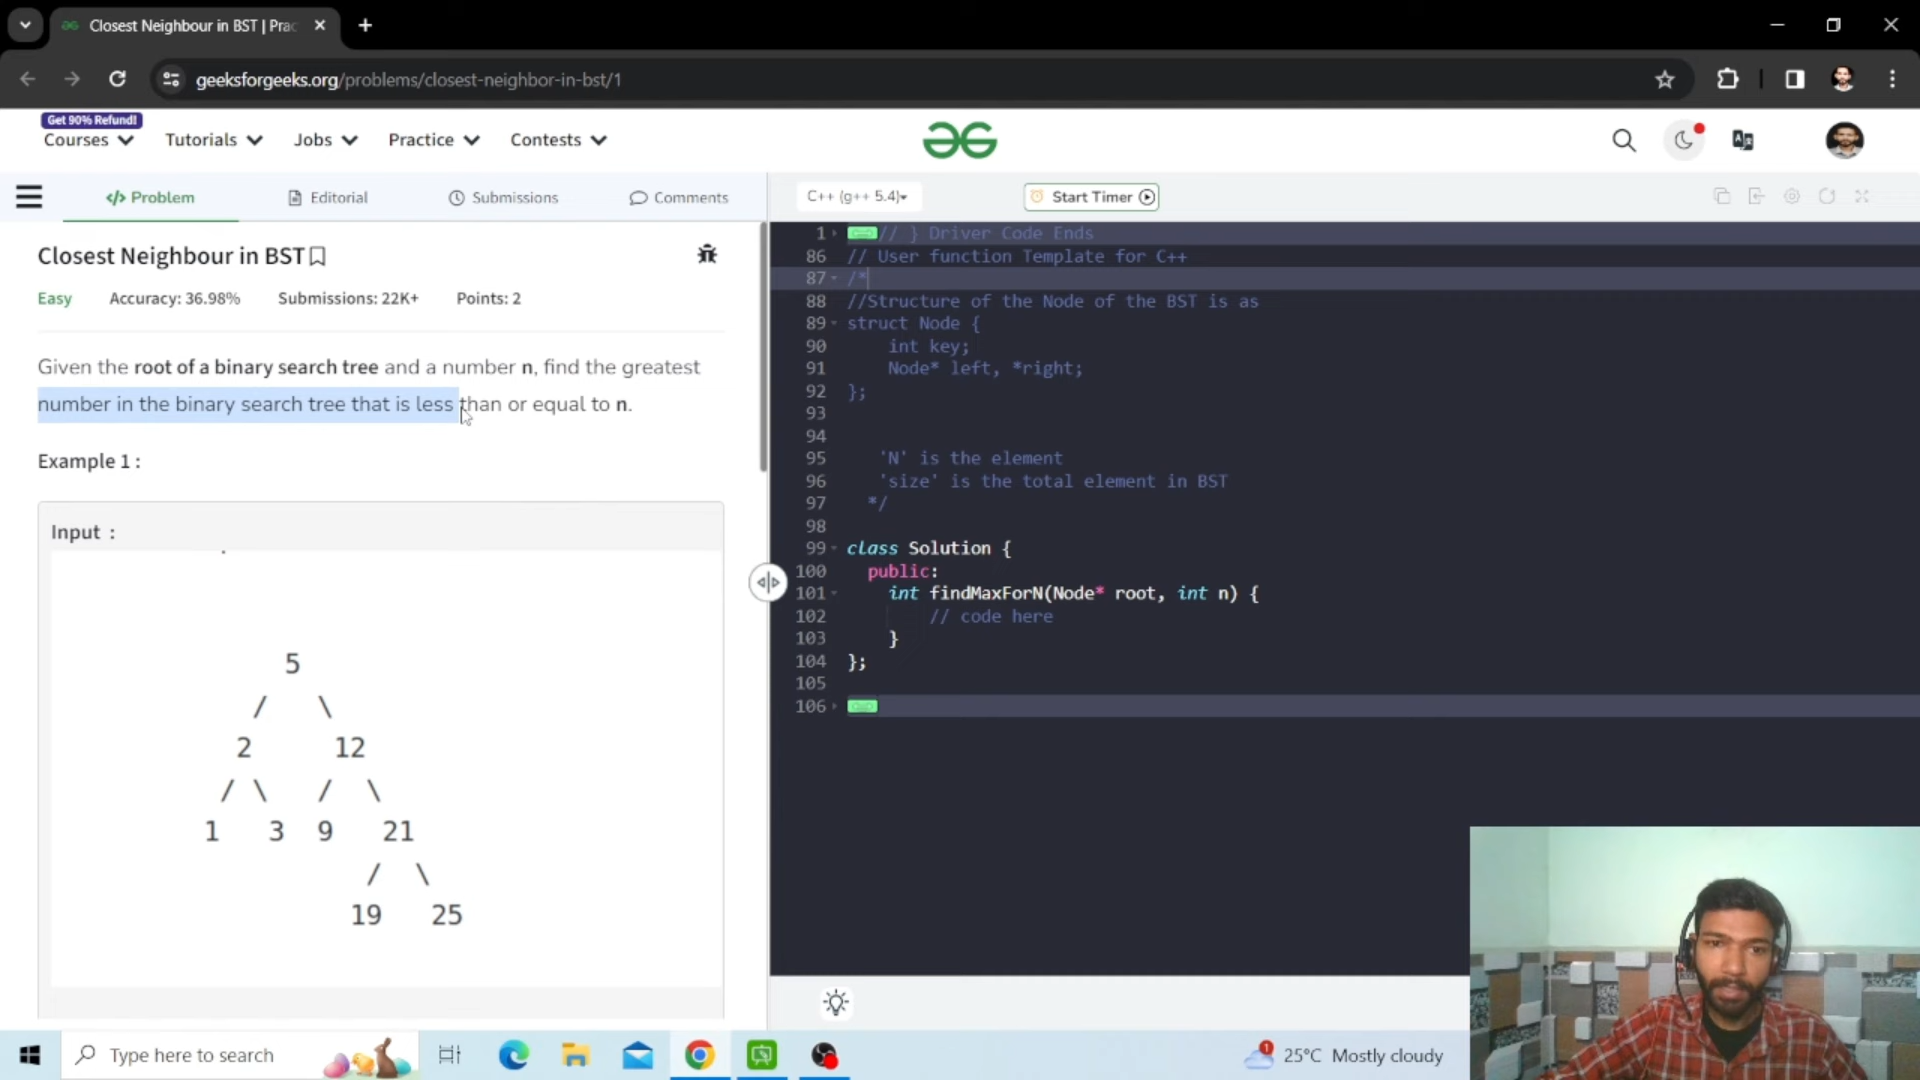 Closest Neighbour in BST | Prac
geeksforgeeks.org/problems/closest-neighbor-in-bst/1
Get 90% Refund!
Courses Tutorials Jobs Practice Contests
Problem Editorial Submissions Comments
C++ (g++ 5.4) Start Timer
Closest Neighbour in BST
Easy Accuracy: 36.98% Submissions: 22K+ Points: 2
Given the root of a binary search tree and a number n, find the greatest
number in the binary search tree that is less than or equal to n.
Example 1 :
Input :
5
/ \
2 12
/ \ / \
1 3 9 21
/ \
19 25
1 // } Driver Code Ends
86 // User function Template for C++
87 /*
88 //Structure of the Node of the BST is as
89 struct Node {
90 int key;
91 Node* left, *right;
92 };
93
94
95 'N' is the element
96 'size' is the total element in BST
97 */
98
99 class Solution {
100 public:
101 int findMaxForN(Node* root, int n) {
102 // code here
103 }
104 };
105
106
Type here to search
1
25°C Mostly cloudy